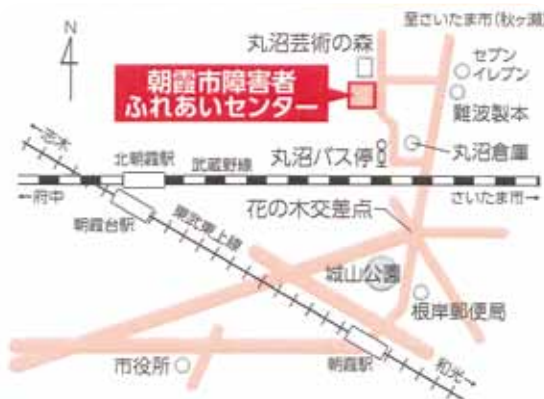 至さいたま市(秋ヶ瀬)
N
丸沼芸術の森
セブン
イレブン
朝霞市障害者
ふれあいセンター
難波製本
←志木
丸沼バス停
丸沼倉庫
北朝霞駅
武蔵野線
←府中
さいたま市→
朝霞台駅
東武東上線
花の木交差点
城山公園
根岸郵便局
市役所
朝霞駅
和光→